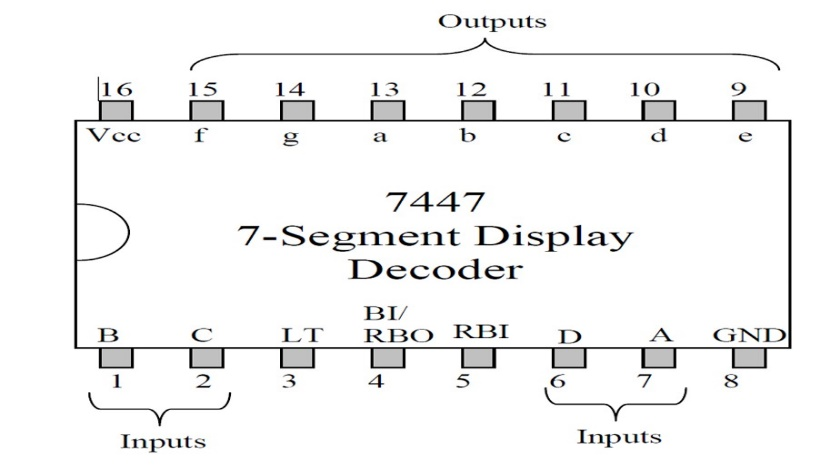 Outputs
16 15 14 13 12 11 10 9
Vcc f g a b c d e
7447
7-Segment Display
Decoder
BI/
B C LT RBO RBI D A GND
1 2 3 4 5 6 7 8
Inputs Inputs